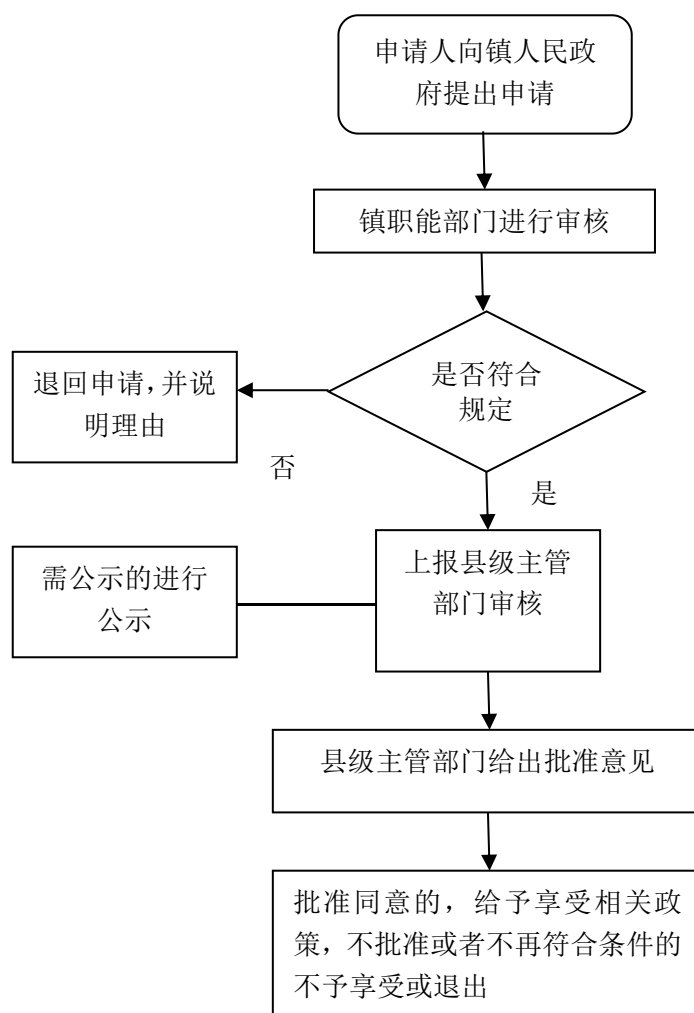 申请人向镇人民政
府提出申请
镇职能部门进行审核
是否符合
规定
退回申请，并说
明理由
否
是
上报县级主管
部门审核
需公示的进行
公示
县级主管部门给出批准意见
批准同意的，给予享受相关政
策，不批准或者不再符合条件的
不予享受或退出